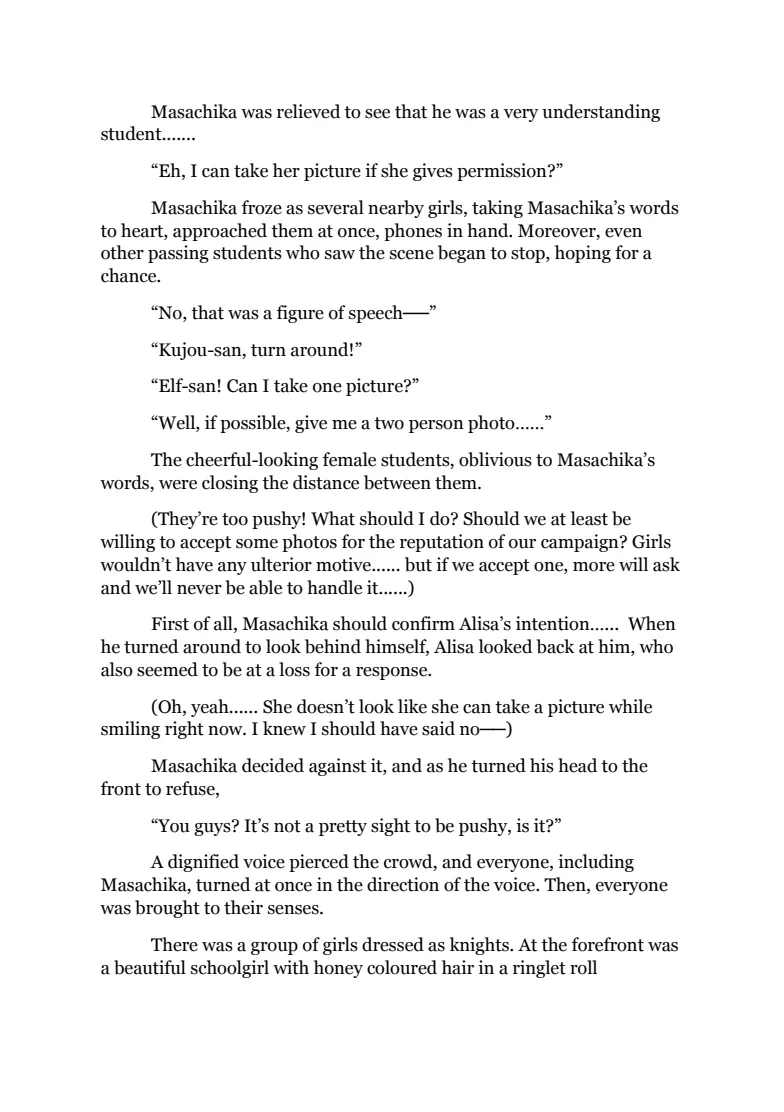 Masachika was relieved to see that he was a very understanding
student.......
“Eh, I can take her picture if she gives permission?”
Masachika froze as several nearby girls, taking Masachika’s words
to heart, approached them at once, phones in hand. Moreover, even
other passing students who saw the scene began to stop, hoping for a
chance.
“No, that was a figure of speech──”
“Kujou-san, turn around!”
“Elf-san! Can I take one picture?”
“Well, if possible, give me a two person photo......”
The cheerful-looking female students, oblivious to Masachika’s
words, were closing the distance between them.
(They’re too pushy! What should I do? Should we at least be
willing to accept some photos for the reputation of our campaign? Girls
wouldn’t have any ulterior motive...... but if we accept one, more will ask
and we’ll never be able to handle it......)
First of all, Masachika should confirm Alisa’s intention......  When
he turned around to look behind himself, Alisa looked back at him, who
also seemed to be at a loss for a response.
(Oh, yeah...... She doesn’t look like she can take a picture while
smiling right now. I knew I should have said no──)
Masachika decided against it, and as he turned his head to the
front to refuse,
“You guys? It’s not a pretty sight to be pushy, is it?”
A dignified voice pierced the crowd, and everyone, including
Masachika, turned at once in the direction of the voice. Then, everyone
was brought to their senses.
There was a group of girls dressed as knights. At the forefront was
a beautiful schoolgirl with honey coloured hair in a ringlet roll